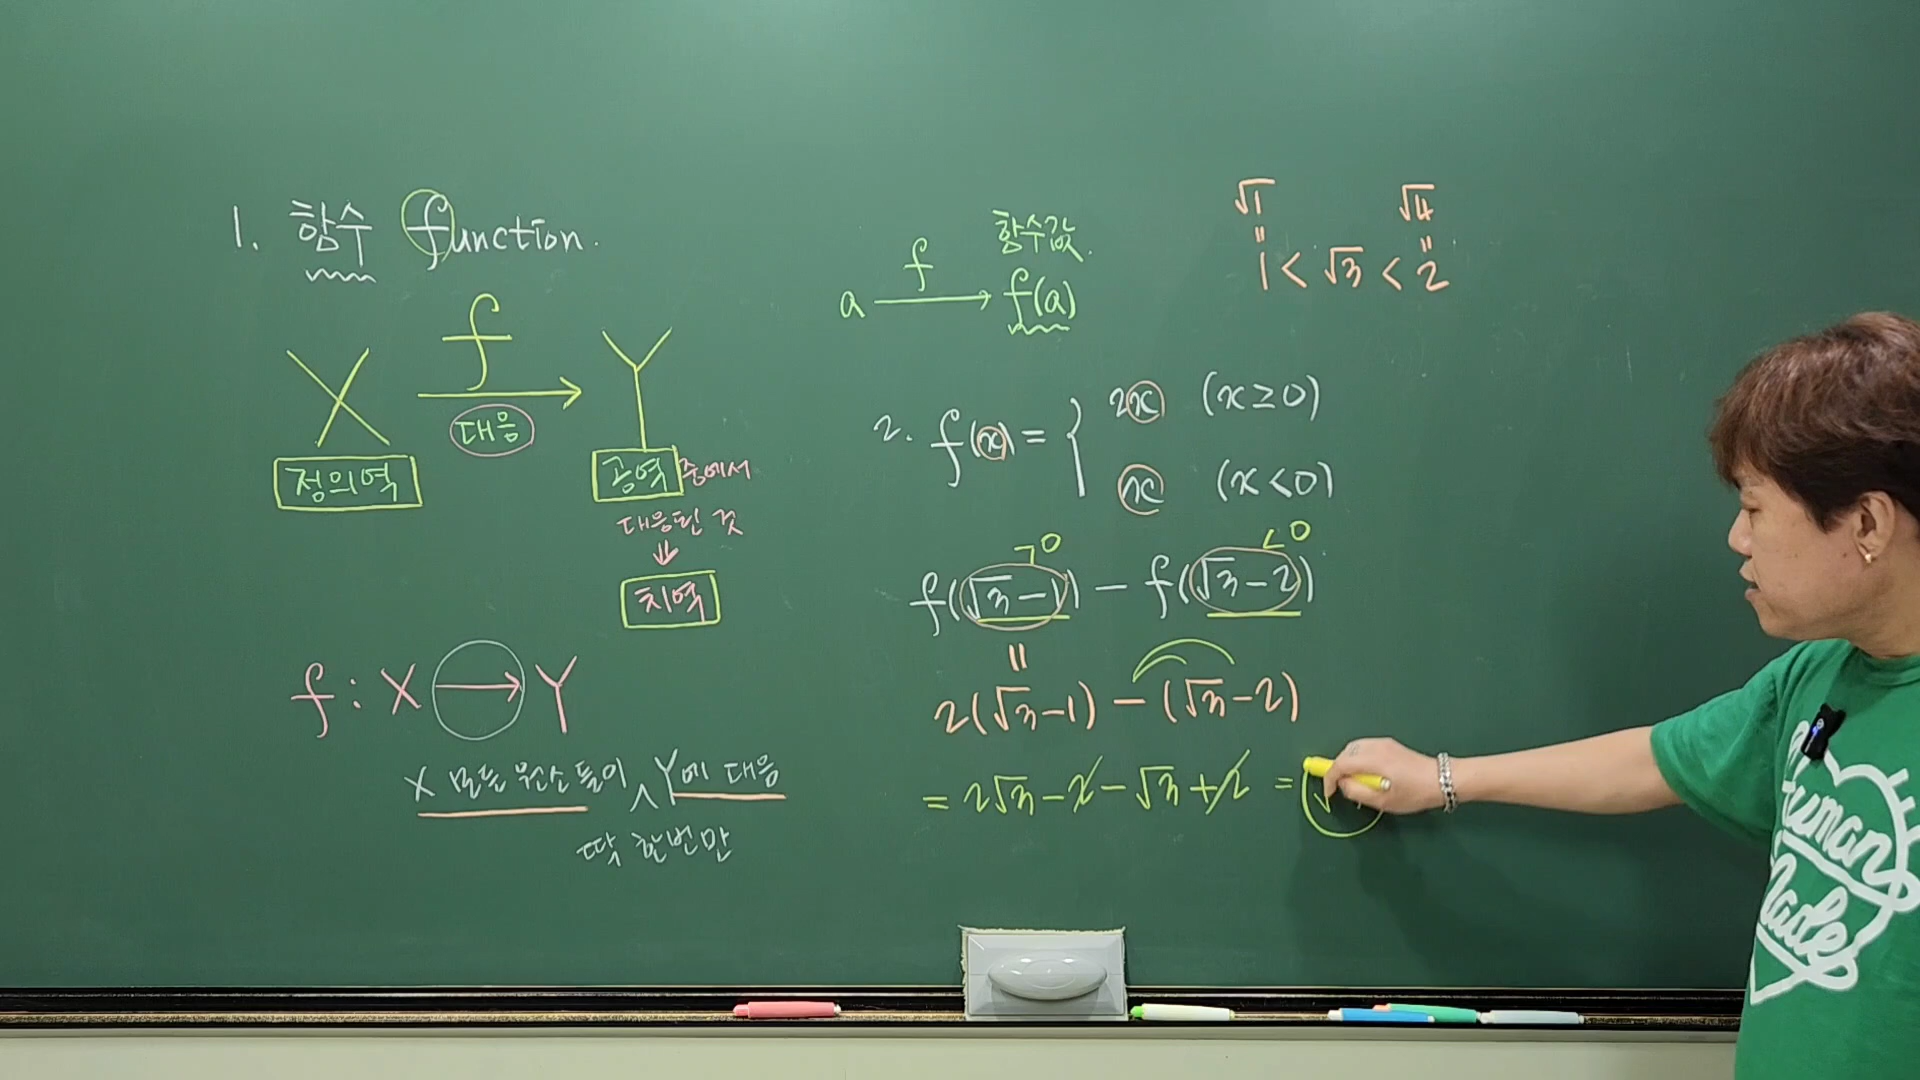 1. 함수 function.
f
X → Y
대응
정의역
공역 중에서
대응된 것
⇓
치역
f : X → Y
X 모든 원소들이 ∧ Y에 대응
딱 한번만
함수값.
f
a → f(a)
√1 √4
" "
1 < √3 < 2
2. f(x) = { 2x (x≥0)
x (x<0)
>0 <0
f(√3-1) - f(√3-2)
"
2(√3-1) - (√3-2)
= 2√3 - 2 - √3 + 2 = √
Human
Made